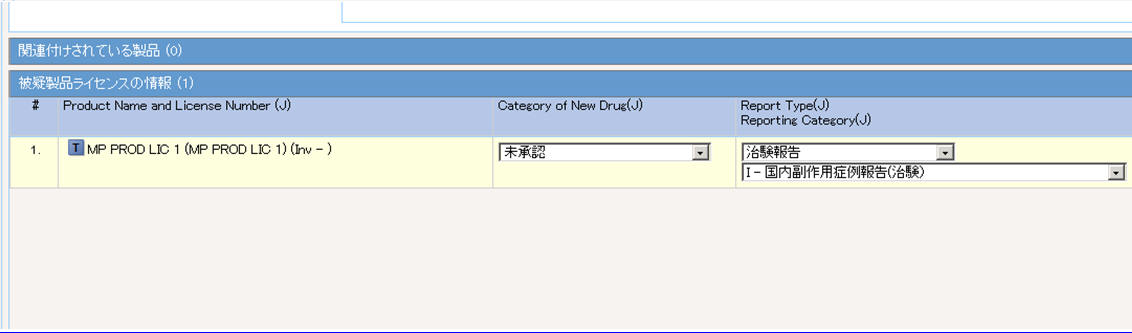 関連付けされている製品 (0)
被疑製品ライセンスの情報 (1)
# Product Name and License Number (J) Category of New Drug(J) Report Type(J)
Reporting Category(J)
1. T MP PROD LIC 1 (MP PROD LIC 1) (Inv - ) 未承認 治験報告
I - 国内副作用症例報告(治験)